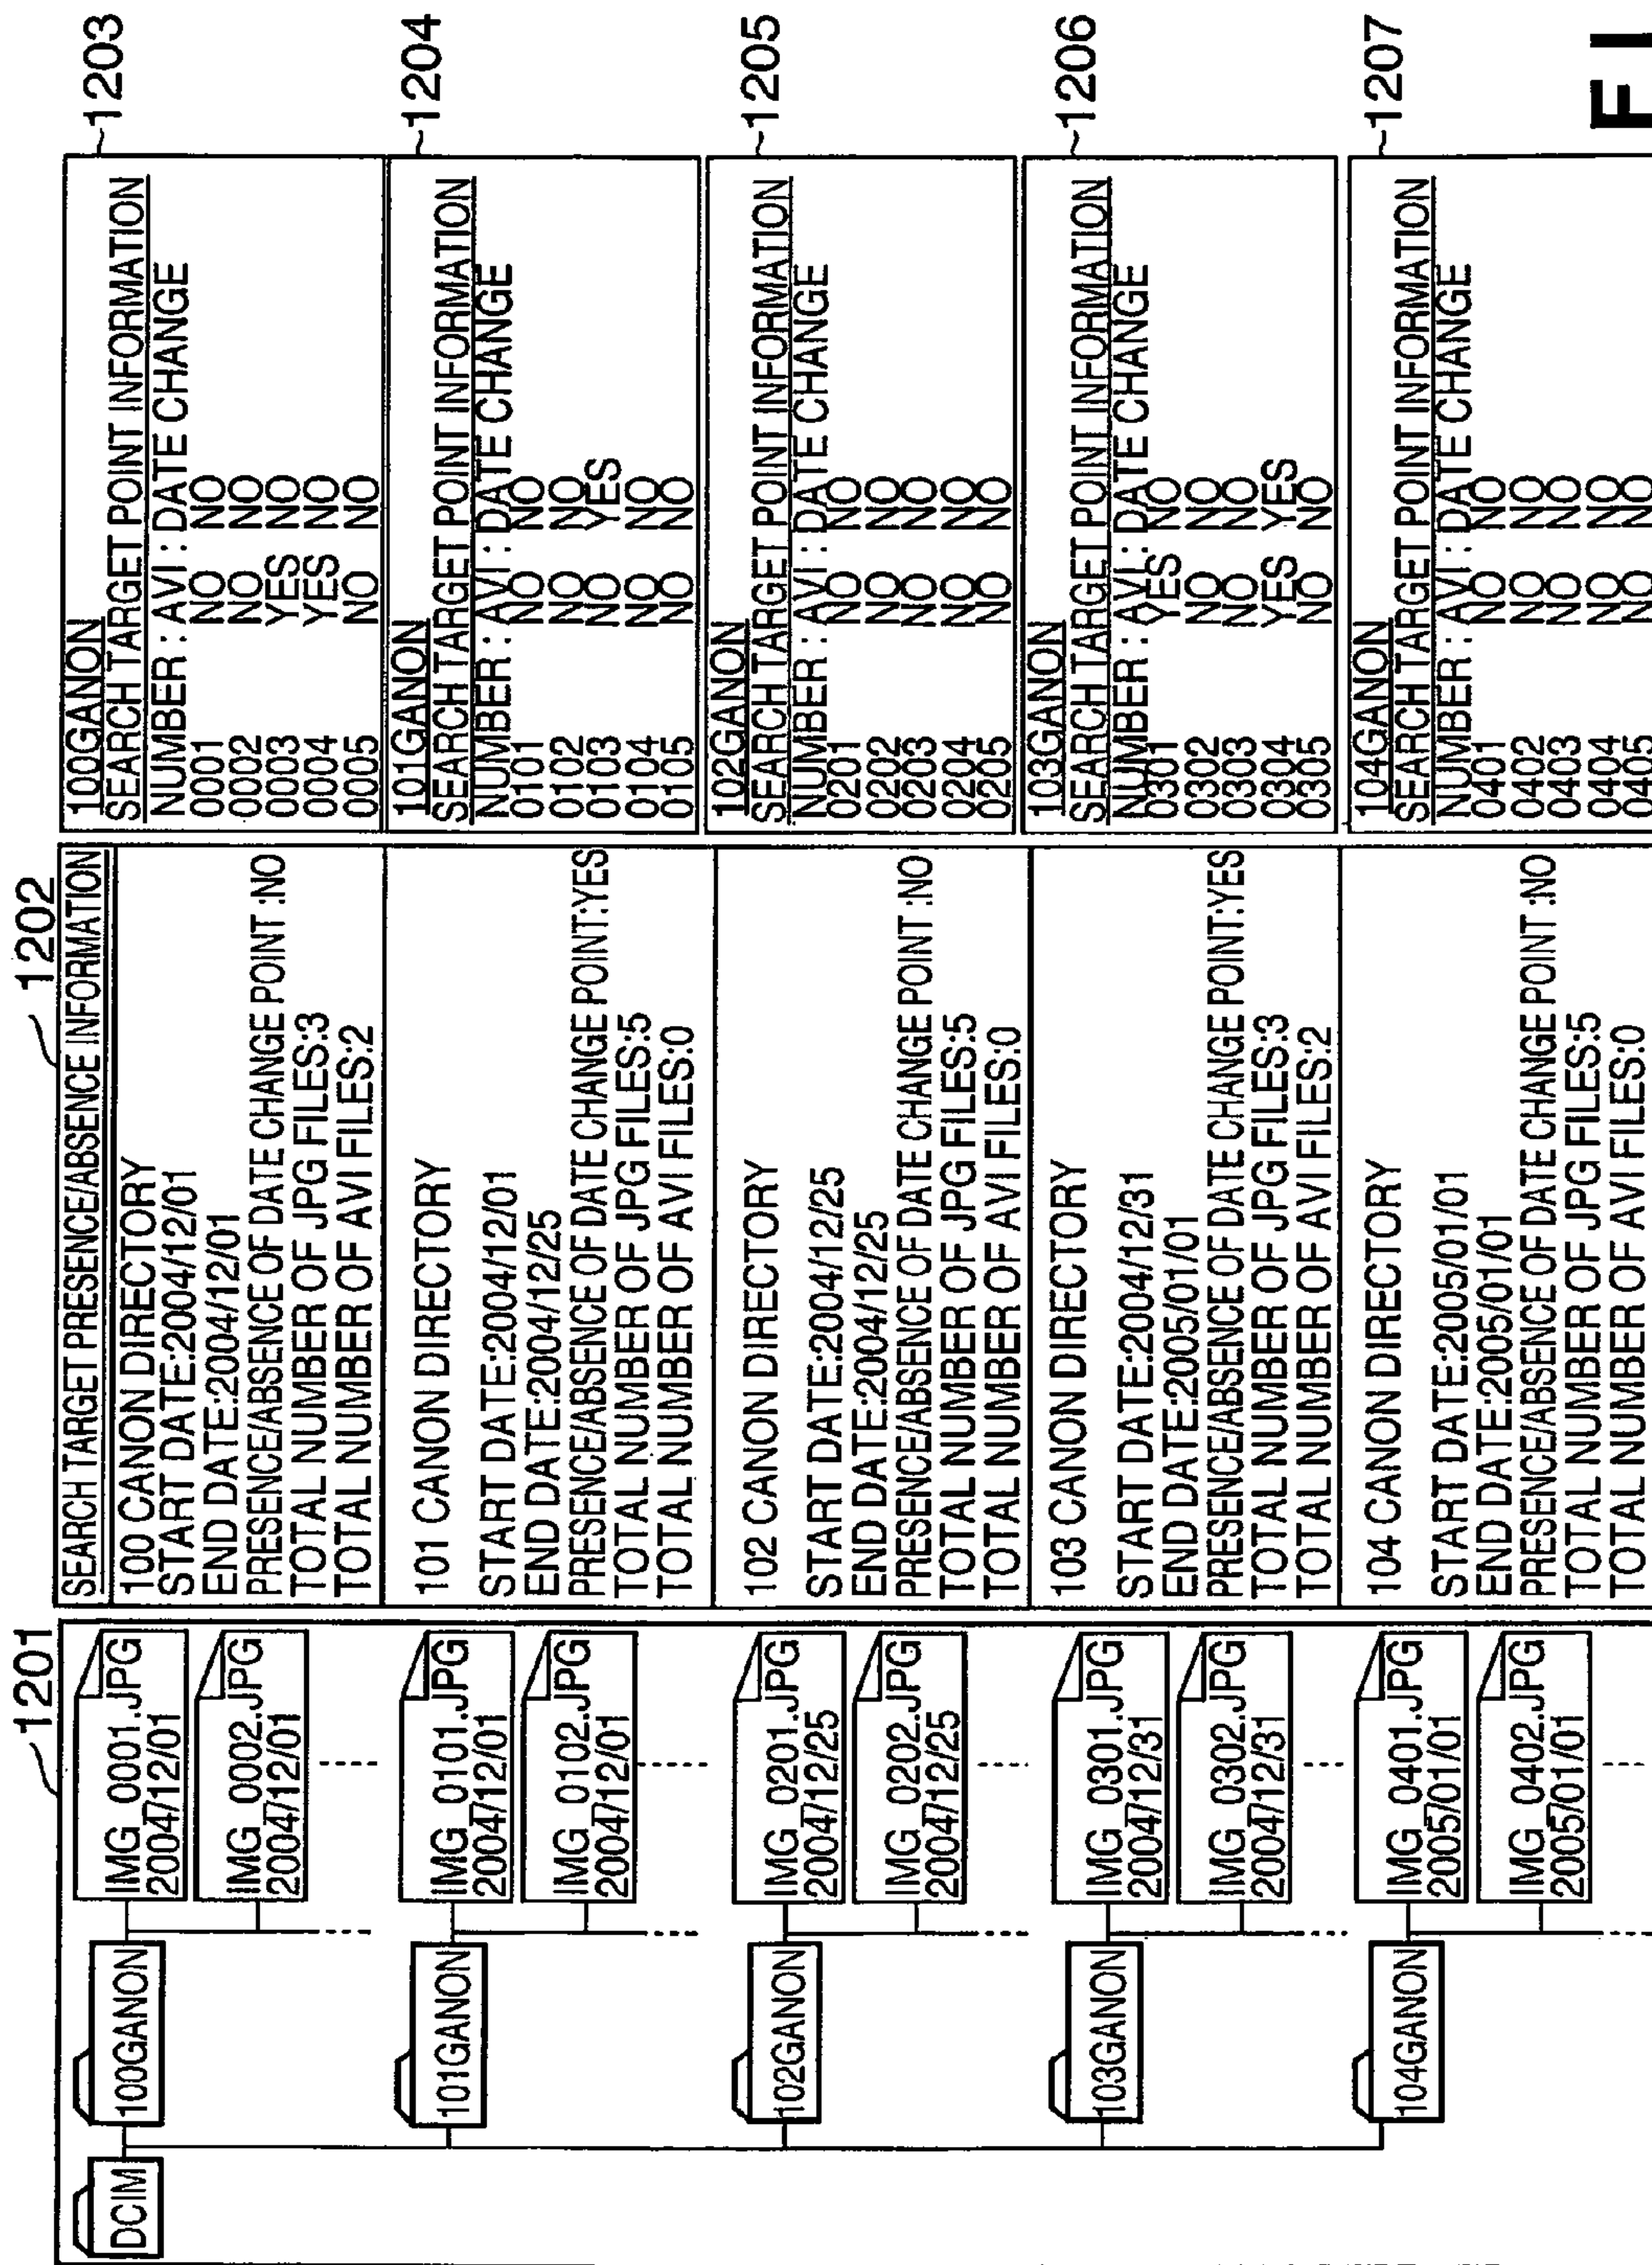 1201
DCIM
100GANON
IMG_0001.JPG
2004/12/01
IMG_0002.JPG
2004/12/01
101GANON
IMG_0101.JPG
2004/12/01
IMG_0102.JPG
2004/12/01
102GANON
IMG_0201.JPG
2004/12/25
IMG_0202.JPG
2004/12/25
103GANON
IMG_0301.JPG
2004/12/31
IMG_0302.JPG
2004/12/31
104GANON
IMG_0401.JPG
2005/01/01
IMG_0402.JPG
2005/01/01
1202
SEARCH TARGET PRESENCE/ABSENCE INFORMATION
100 CANON DIRECTORY
START DATE:2004/12/01
END DATE:2004/12/01
PRESENCE/ABSENCE OF DATE CHANGE POINT :NO
TOTAL NUMBER OF JPG FILES:3
TOTAL NUMBER OF AVI FILES:2
101 CANON DIRECTORY
START DATE:2004/12/01
END DATE:2004/12/25
PRESENCE/ABSENCE OF DATE CHANGE POINT:YES
TOTAL NUMBER OF JPG FILES:5
TOTAL NUMBER OF AVI FILES:0
102 CANON DIRECTORY
START DATE:2004/12/25
END DATE:2004/12/25
PRESENCE/ABSENCE OF DATE CHANGE POINT :NO
TOTAL NUMBER OF JPG FILES:5
TOTAL NUMBER OF AVI FILES:0
103 CANON DIRECTORY
START DATE:2004/12/31
END DATE:2005/01/01
PRESENCE/ABSENCE OF DATE CHANGE POINT:YES
TOTAL NUMBER OF JPG FILES:3
TOTAL NUMBER OF AVI FILES:2
104 CANON DIRECTORY
START DATE:2005/01/01
END DATE:2005/01/01
PRESENCE/ABSENCE OF DATE CHANGE POINT :NO
TOTAL NUMBER OF JPG FILES:5
TOTAL NUMBER OF AVI FILES:0
1203
100GANON
SEARCH TARGET POINT INFORMATION
NUMBER : AVI : DATE CHANGE
0001 NO NO
0002 NO NO
0003 YES NO
0004 YES NO
0005 NO NO
1204
101GANON
SEARCH TARGET POINT INFORMATION
NUMBER : AVI : DATE CHANGE
0101 NO NO
0102 NO NO
0103 NO YES
0104 NO NO
0105 NO NO
1205
102GANON
SEARCH TARGET POINT INFORMATION
NUMBER : AVI : DATE CHANGE
0201 NO NO
0202 NO NO
0203 NO NO
0204 NO NO
0205 NO NO
1206
103GANON
SEARCH TARGET POINT INFORMATION
NUMBER : AVI : DATE CHANGE
0301 YES NO
0302 NO NO
0303 NO NO
0304 YES YES
0305 NO NO
1207
104GANON
SEARCH TARGET POINT INFORMATION
NUMBER : AVI : DATE CHANGE
0401 NO NO
0402 NO NO
0403 NO NO
0404 NO NO
0405 NO NO